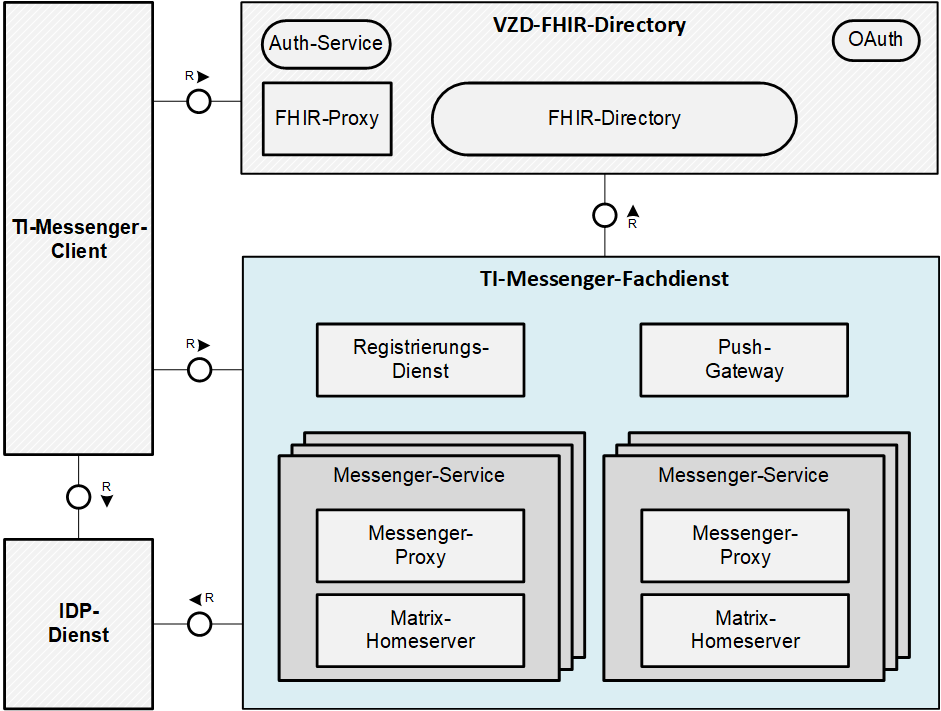 VZD-FHIR-Directory
Auth-Service
OAuth
R
FHIR-Proxy
FHIR-Directory
TI-Messenger-
Client
R
TI-Messenger-Fachdienst
R
Registrierungs-
Dienst
Push-
Gateway
Messenger-Service
Messenger-Service
R
Messenger-
Proxy
Messenger-
Proxy
IDP-
Dienst
R
Matrix-
Homeserver
Matrix-
Homeserver